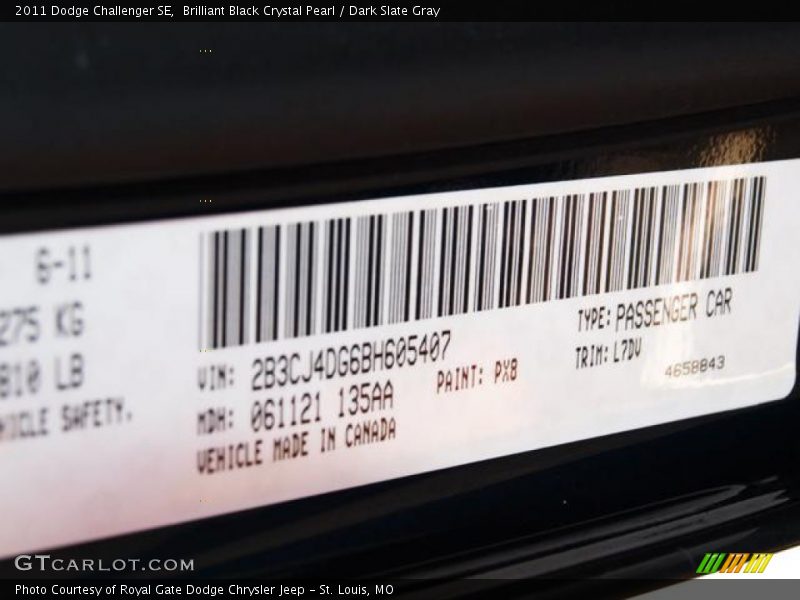 2011 Dodge Challenger SE, Brilliant Black Crystal Pearl / Dark Slate Gray
6-11
275 KG
810 LB
SAFETY.
VIN: 2B3CJ4DG6BH605407
MDH: 061121 135AA
VEHICLE MADE IN CANADA
PAINT: PX8
TYPE: PASSENGER CAR
TRIM: L7DV
4658843
GTCARLOT.COM
Photo Courtesy of Royal Gate Dodge Chrysler Jeep – St. Louis, MO